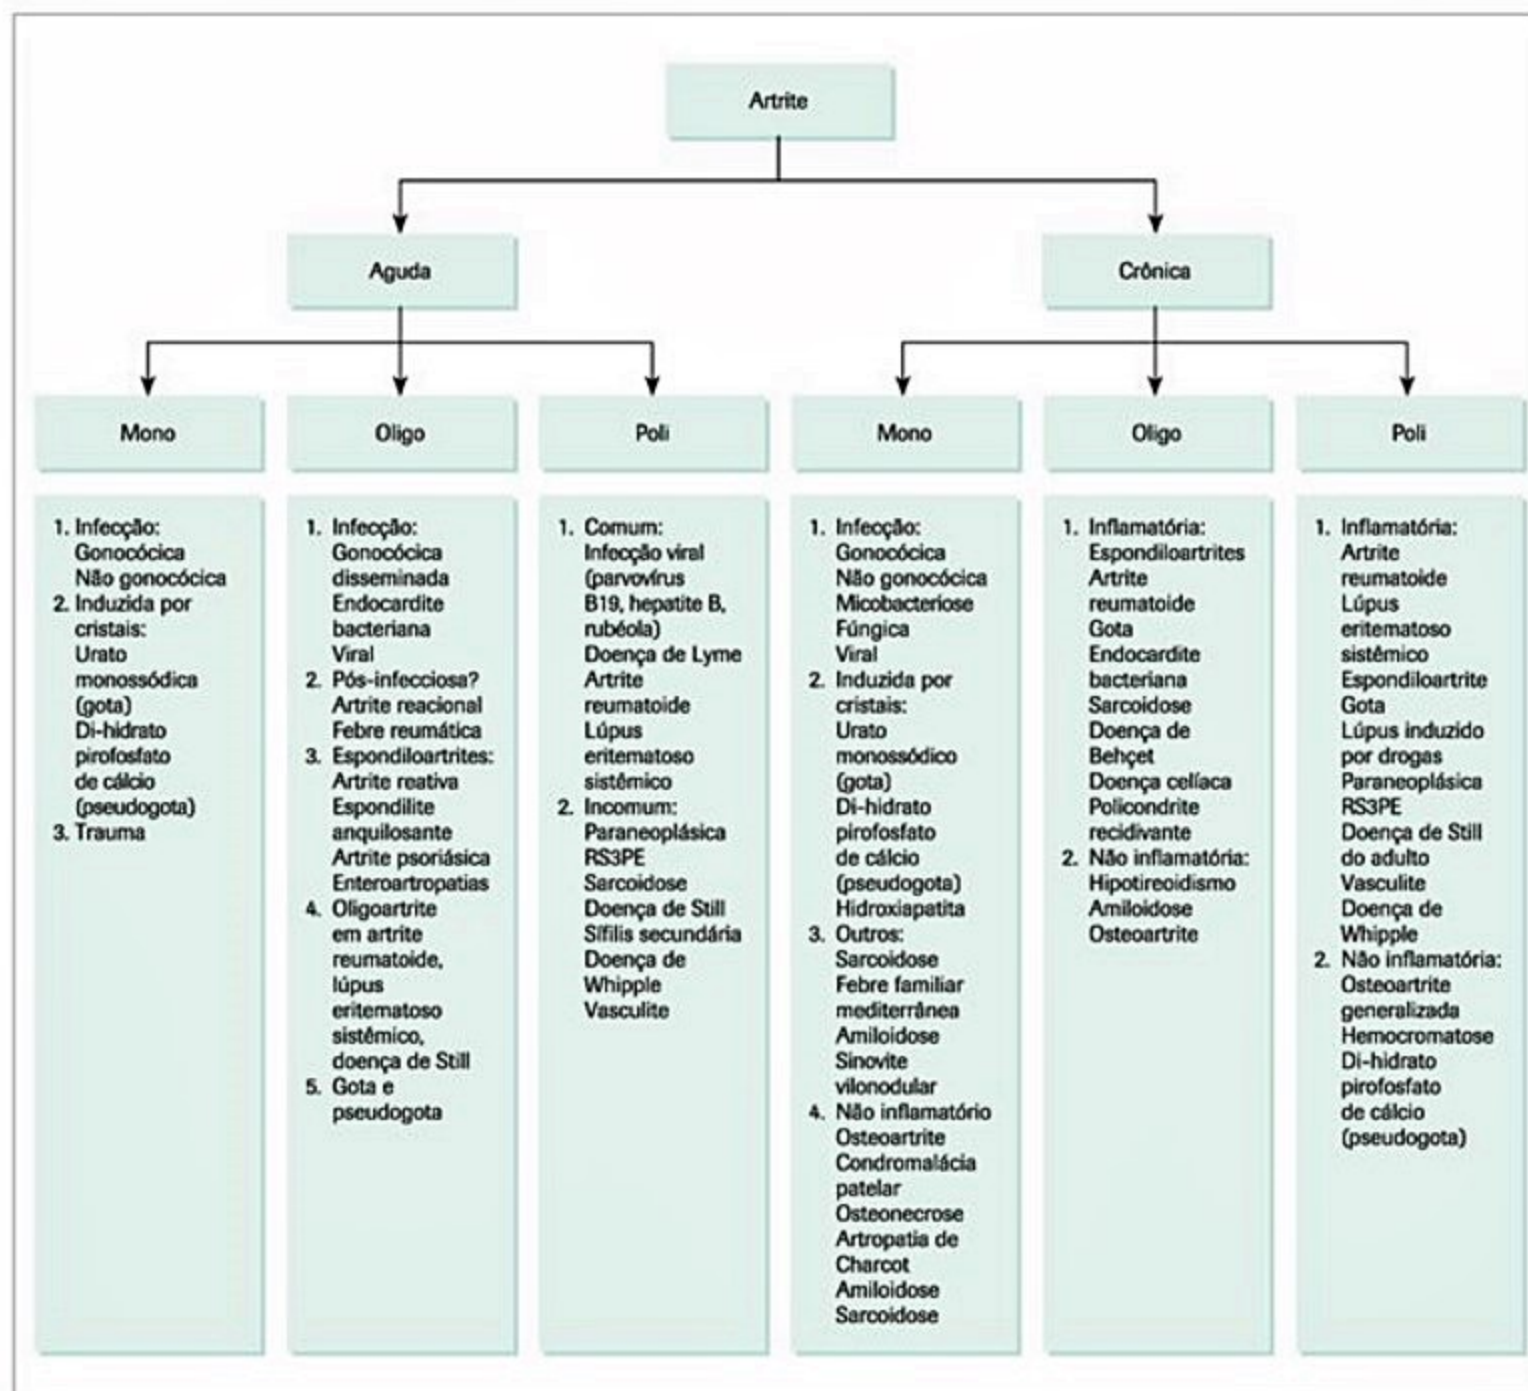 Artrite
Aguda
Crônica
Mono
Oligo
Poli
Mono
Oligo
Poli
1. Infecção:
Gonocócica
Não gonocócica
2. Induzida por
cristais:
Urato
monossódica
(gota)
Di-hidrato
pirofosfato
de cálcio
(pseudogota)
3. Trauma
1. Infecção:
Gonocócica
disseminada
Endocardite
bacteriana
Viral
2. Pós-infecciosa?
Artrite reacional
Febre reumática
3. Espondiloartrites:
Artrite reativa
Espondilite
anquilosante
Artrite psoriásica
Enteroartropatias
4. Oligoartrite
em artrite
reumatoide,
lúpus
eritematoso
sistêmico,
doença de Still
5. Gota e
pseudogota
1. Comum:
Infecção viral
(parvovírus
B19, hepatite B,
rubéola)
Doença de Lyme
Artrite
reumatoide
Lúpus
eritematoso
sistêmico
2. Incomum:
Paraneoplásica
RS3PE
Sarcoidose
Doença de Still
Sífilis secundária
Doença de
Whipple
Vasculite
1. Infecção:
Gonocócica
Não gonocócica
Micobacteriose
Fúngica
Viral
2. Induzida por
cristais:
Urato
monossódico
(gota)
Di-hidrato
pirofosfato
de cálcio
(pseudogota)
Hidroxiapatita
3. Outros:
Sarcoidose
Febre familiar
mediterrânea
Amiloidose
Sinovite
vilonodular
4. Não inflamatório
Osteoartrite
Condromalácia
patelar
Osteonecrose
Artropatia de
Charcot
Amiloidose
Sarcoidose
1. Inflamatória:
Espondiloartrites
Artrite
reumatoide
Gota
Endocardite
bacteriana
Sarcoidose
Doença de
Behçet
Doença celíaca
Policondrite
recidivante
2. Não inflamatória:
Hipotireoidismo
Amiloidose
Osteoartrite
1. Inflamatória:
Artrite
reumatoide
Lúpus
eritematoso
sistêmico
Espondiloartrite
Gota
Lúpus induzido
por drogas
Paraneoplásica
RS3PE
Doença de Still
do adulto
Vasculite
Doença de
Whipple
2. Não inflamatória:
Osteoartrite
generalizada
Hemocromatose
Di-hidrato
pirofosfato
de cálcio
(pseudogota)